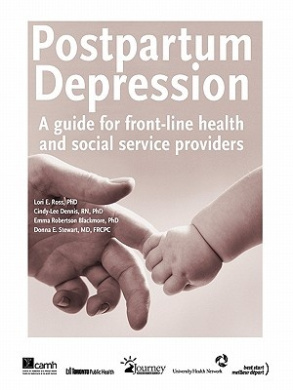 Postpartum
Depression
A guide for front-line health
and social service providers
Lori E. Ross, PhD
Cindy-Lee Dennis, RN, PhD
Emma Robertson Blackmore, PhD
Donna E. Stewart, MD, FRCPC
camh
TORONTO Public Health
Journey
University Health Network
best start
meilleur départ